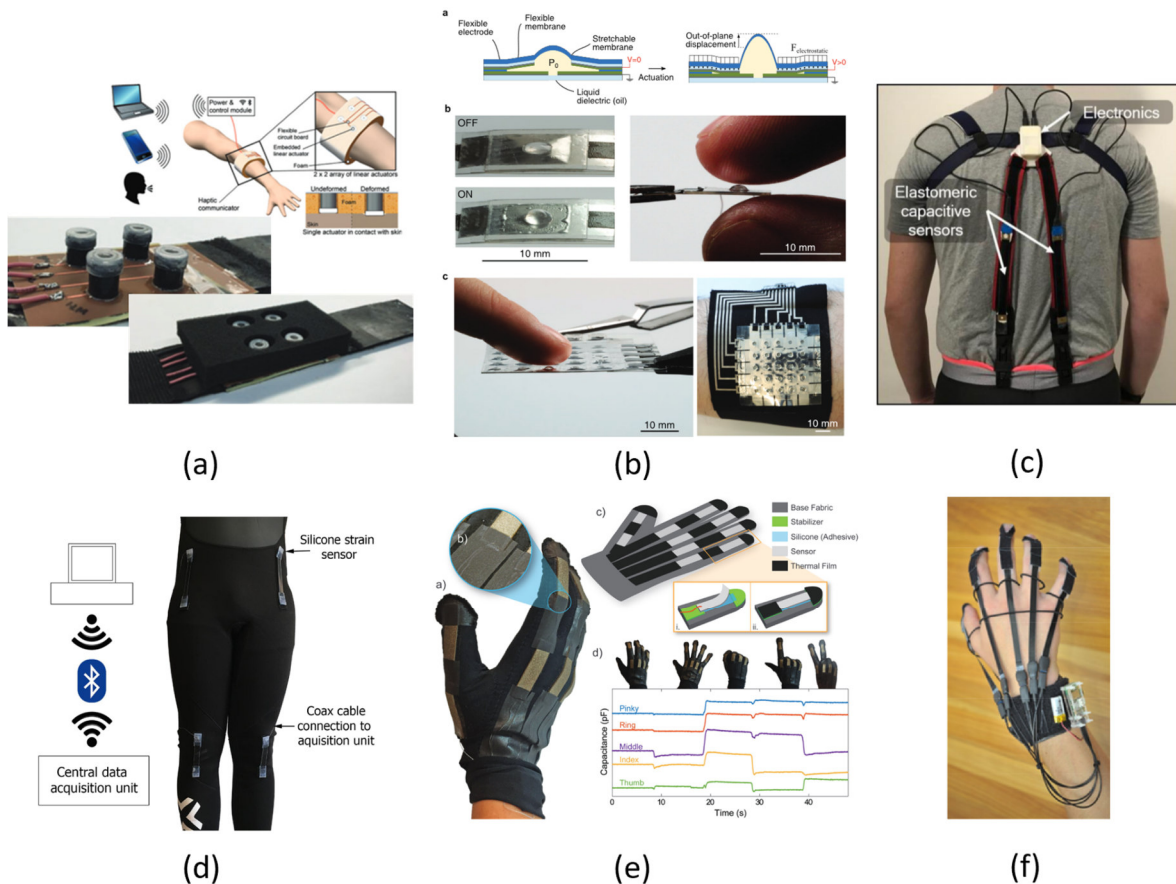 Power &
control module
Flexible
circuit board
Embedded
linear actuator
Foam
2 x 2 array of linear actuators
Haptic
communicator
Undeformed
Deformed
Foam
Skin
Single actuator in contact with skin
(a)
a
Flexible
electrode
Flexible
membrane
Stretchable
membrane
V=0
P0
Liquid
dielectric (oil)
Actuation
Out-of-plane
displacement
Felectrostatic
V>0
b
OFF
ON
10 mm
10 mm
c
10 mm
10 mm
(b)
Electronics
Elastomeric
capacitive
sensors
(c)
Silicone strain
sensor
Coax cable
connection to
aquisition unit
Central data
acquisition unit
(d)
a)
b)
c)
Base Fabric
Stabilizer
Silicone (Adhesive)
Sensor
Thermal Film
i.
ii.
d)
Capacitance (pF)
Pinky
Ring
Middle
Index
Thumb
0
10
20
30
40
Time (s)
(e)
(f)